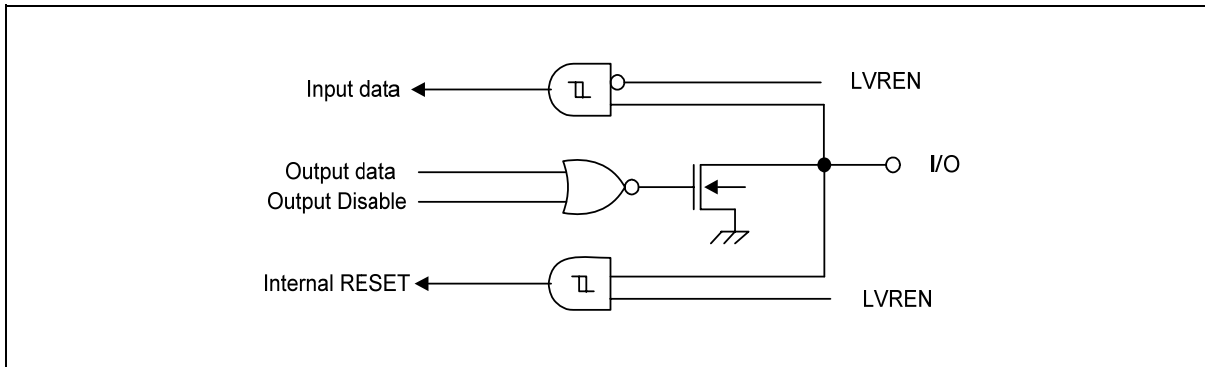 Input data
LVREN
Output data
I/O
Output Disable
Internal RESET
LVREN